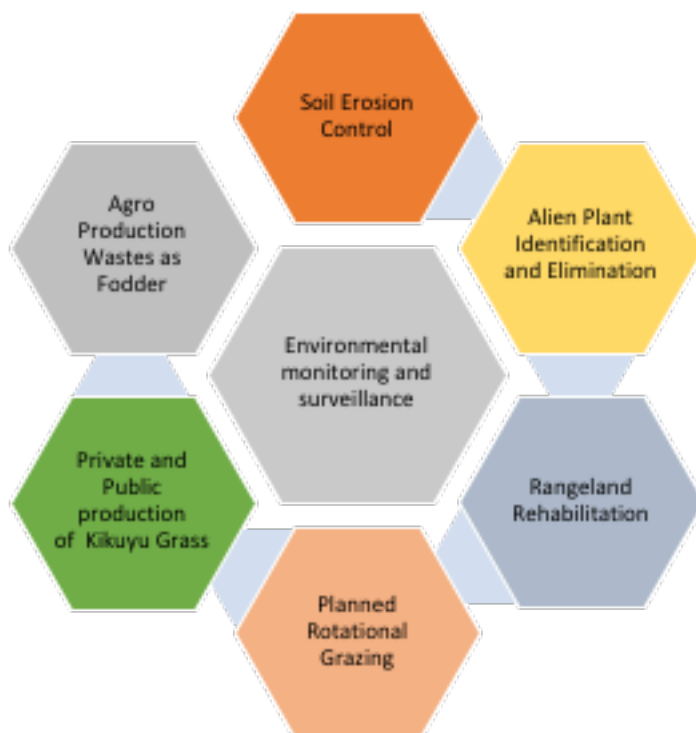 Soil Erosion
Control
Alien Plant
Identification
and Elimination
Rangeland
Rehabilitation
Planned
Rotational
Grazing
Private and
Public
production
of Kikuyu Grass
Agro
Production
Wastes as
Fodder
Environmental
monitoring and
surveillance